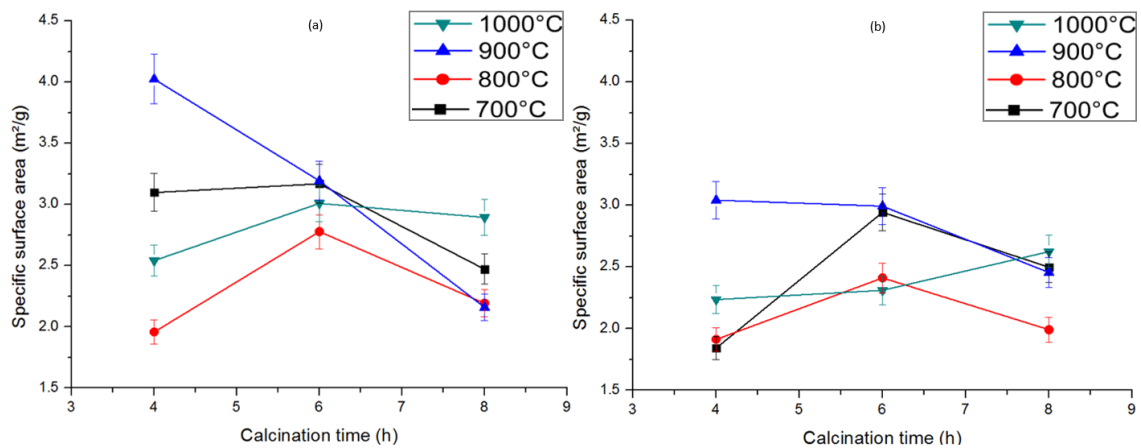 (a)
1000°C
900°C
800°C
700°C
4.5
4.0
3.5
3.0
2.5
2.0
1.5
Specific surface area (m²/g)
3 4 5 6 7 8 9
Calcination time (h)
(b)
1000°C
900°C
800°C
700°C
4.5
4.0
3.5
3.0
2.5
2.0
1.5
Specific surface area (m²/g)
3 4 5 6 7 8 9
Calcination time (h)